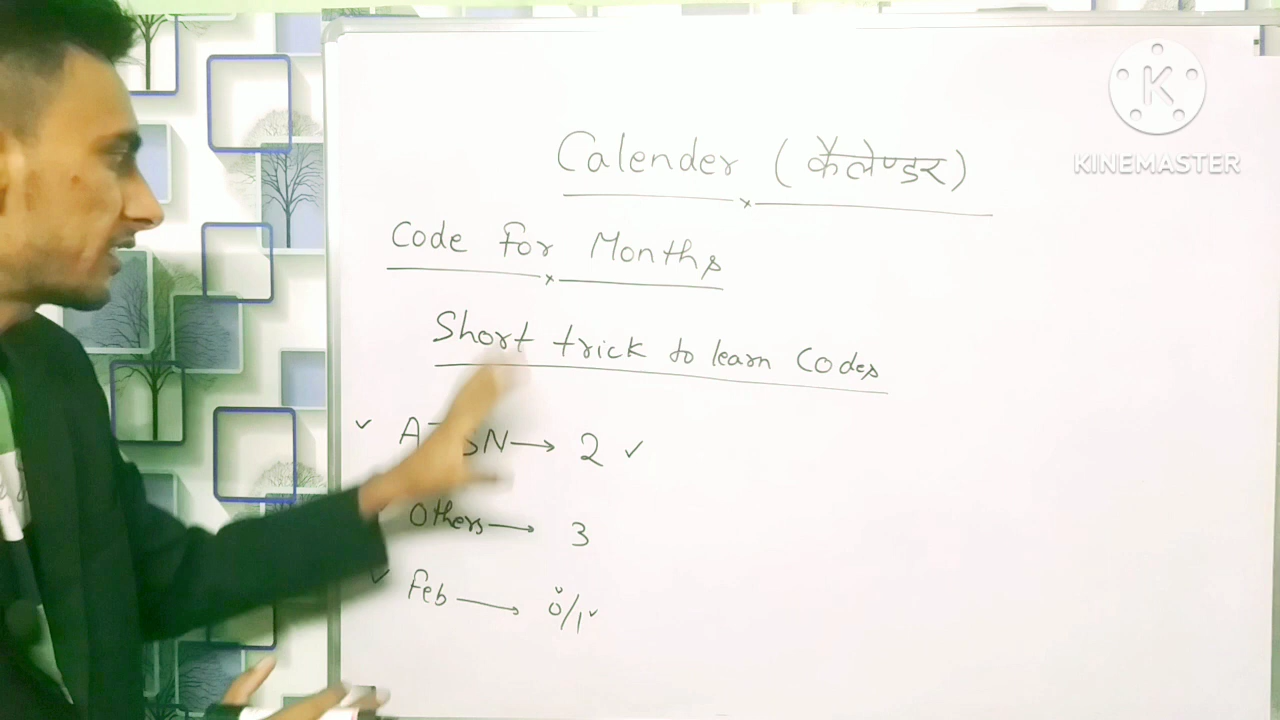 Calender (कैलेण्डर)
Code for Months
Short trick to learn Codes
N→ 2 ✓
Others→ 3
Feb→ 0/1
K
KINEMASTER